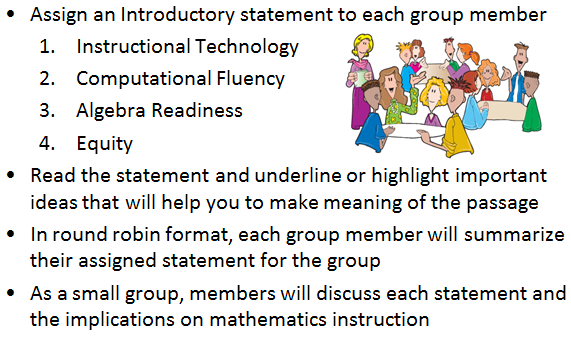 • Assign an Introductory statement to each group member
1. Instructional Technology
2. Computational Fluency
3. Algebra Readiness
4. Equity
• Read the statement and underline or highlight important
ideas that will help you to make meaning of the passage
• In round robin format, each group member will summarize
their assigned statement for the group
• As a small group, members will discuss each statement and
the implications on mathematics instruction